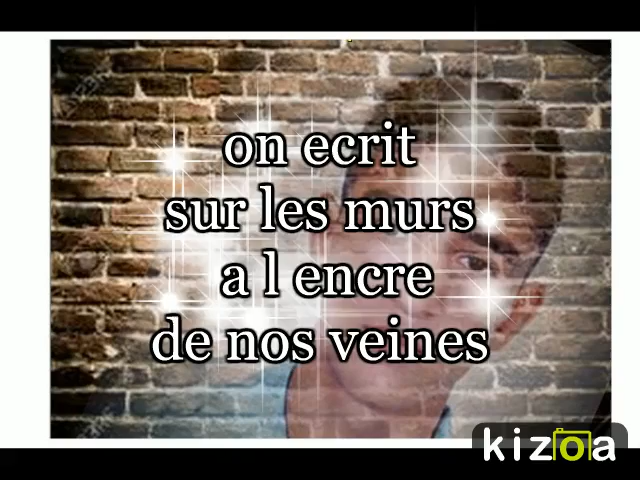 on ecrit
sur les murs
a l encre
de nos veines
kizoa